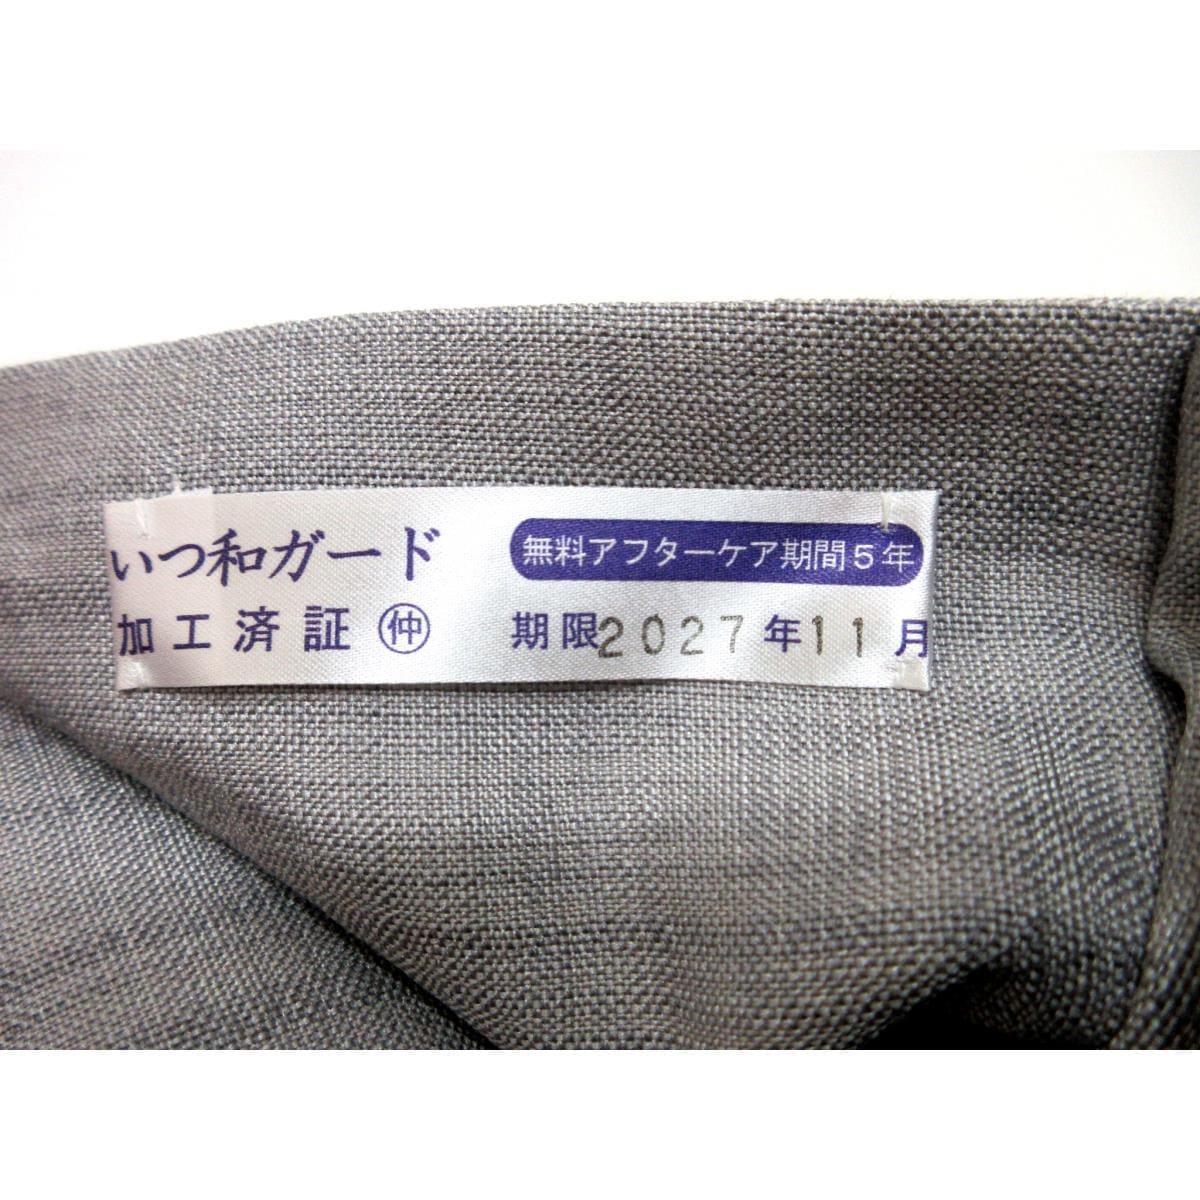 いつ和ガード
加工済証 ㊥
無料アフターケア期間5年
期限2027年11月